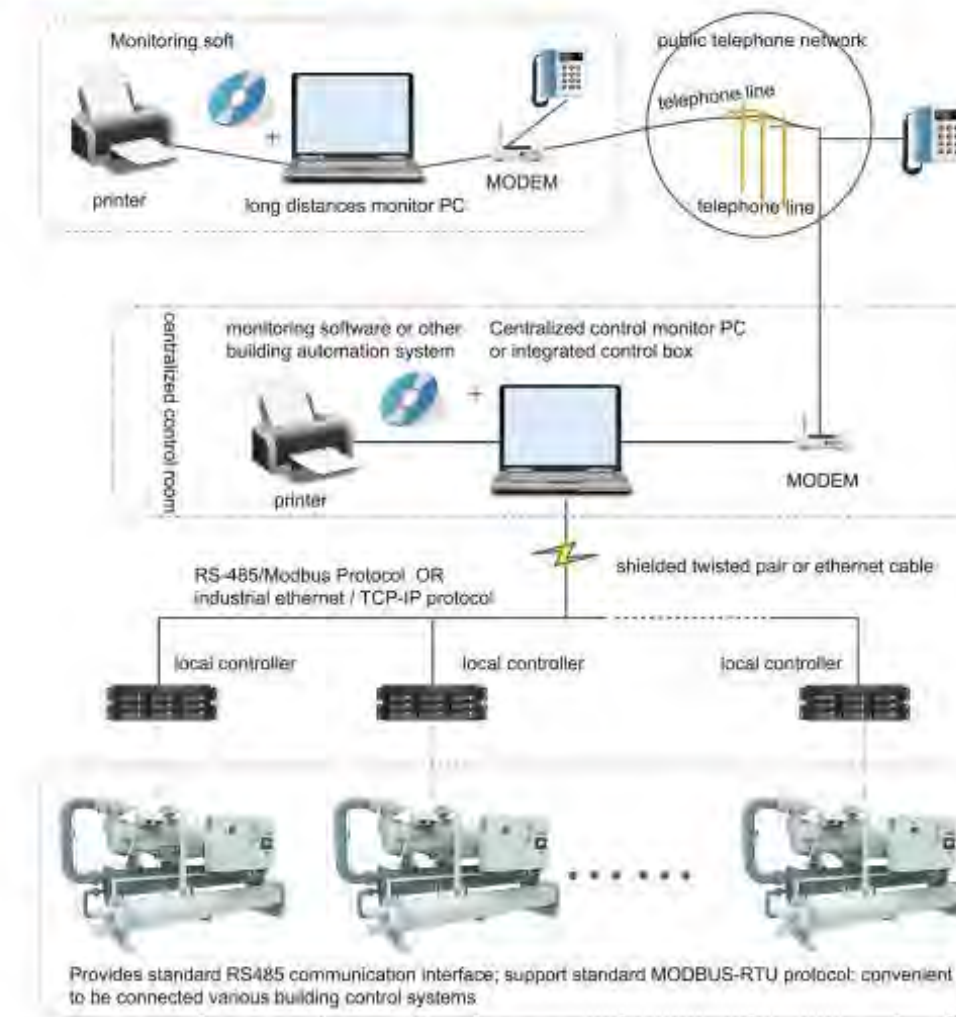 Monitoring soft
public telephone network
telephone line
+
MODEM
printer
long distances monitor PC
telephone line
centralized control room
monitoring software or other
building automation system
Centralized control monitor PC
or integrated control box
+
MODEM
printer
shielded twisted pair or ethernet cable
RS-485/Modbus Protocol OR
industrial ethernet / TCP-IP protocol
local controller
local controller
local controller
Provides standard RS485 communication interface; support standard MODBUS-RTU protocol: convenient
to be connected various building control systems